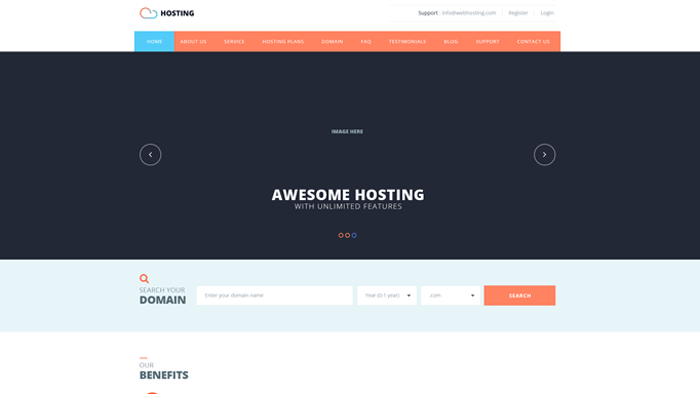 HOSTING
Support : info@webhosting.com Register Login
HOME ABOUT US SERVICE HOSTING PLANS DOMAIN FAQ TESTIMONIALS BLOG SUPPORT CONTACT US
IMAGE HERE
AWESOME HOSTING
WITH UNLIMITED FEATURES
SEARCH YOUR
DOMAIN
Enter your domain name Year (0-1 year) .com SEARCH
OUR
BENEFITS